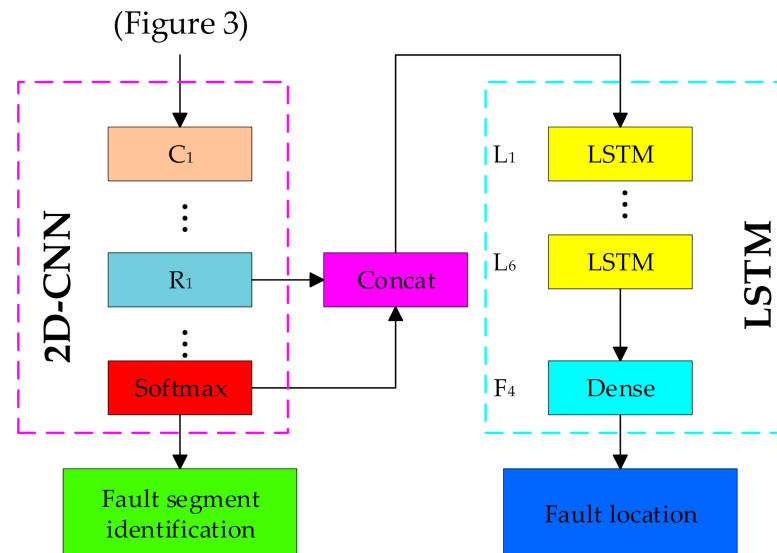 (Figure 3)
2D-CNN
C1
R1
Softmax
Fault segment
identification
Concat
L1
LSTM
L6
LSTM
F4
Dense
LSTM
Fault location